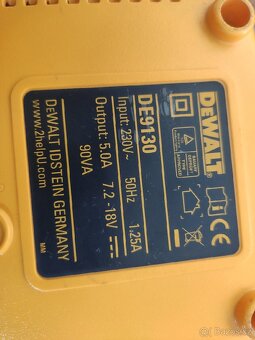 DEWALT
DE9130
Input: 230V~ 50Hz 1.25A
Output: 5.0A 7.2 -18V
90VA
DEWALT IDSTEIN GERMANY
www.2helpU.com
MM